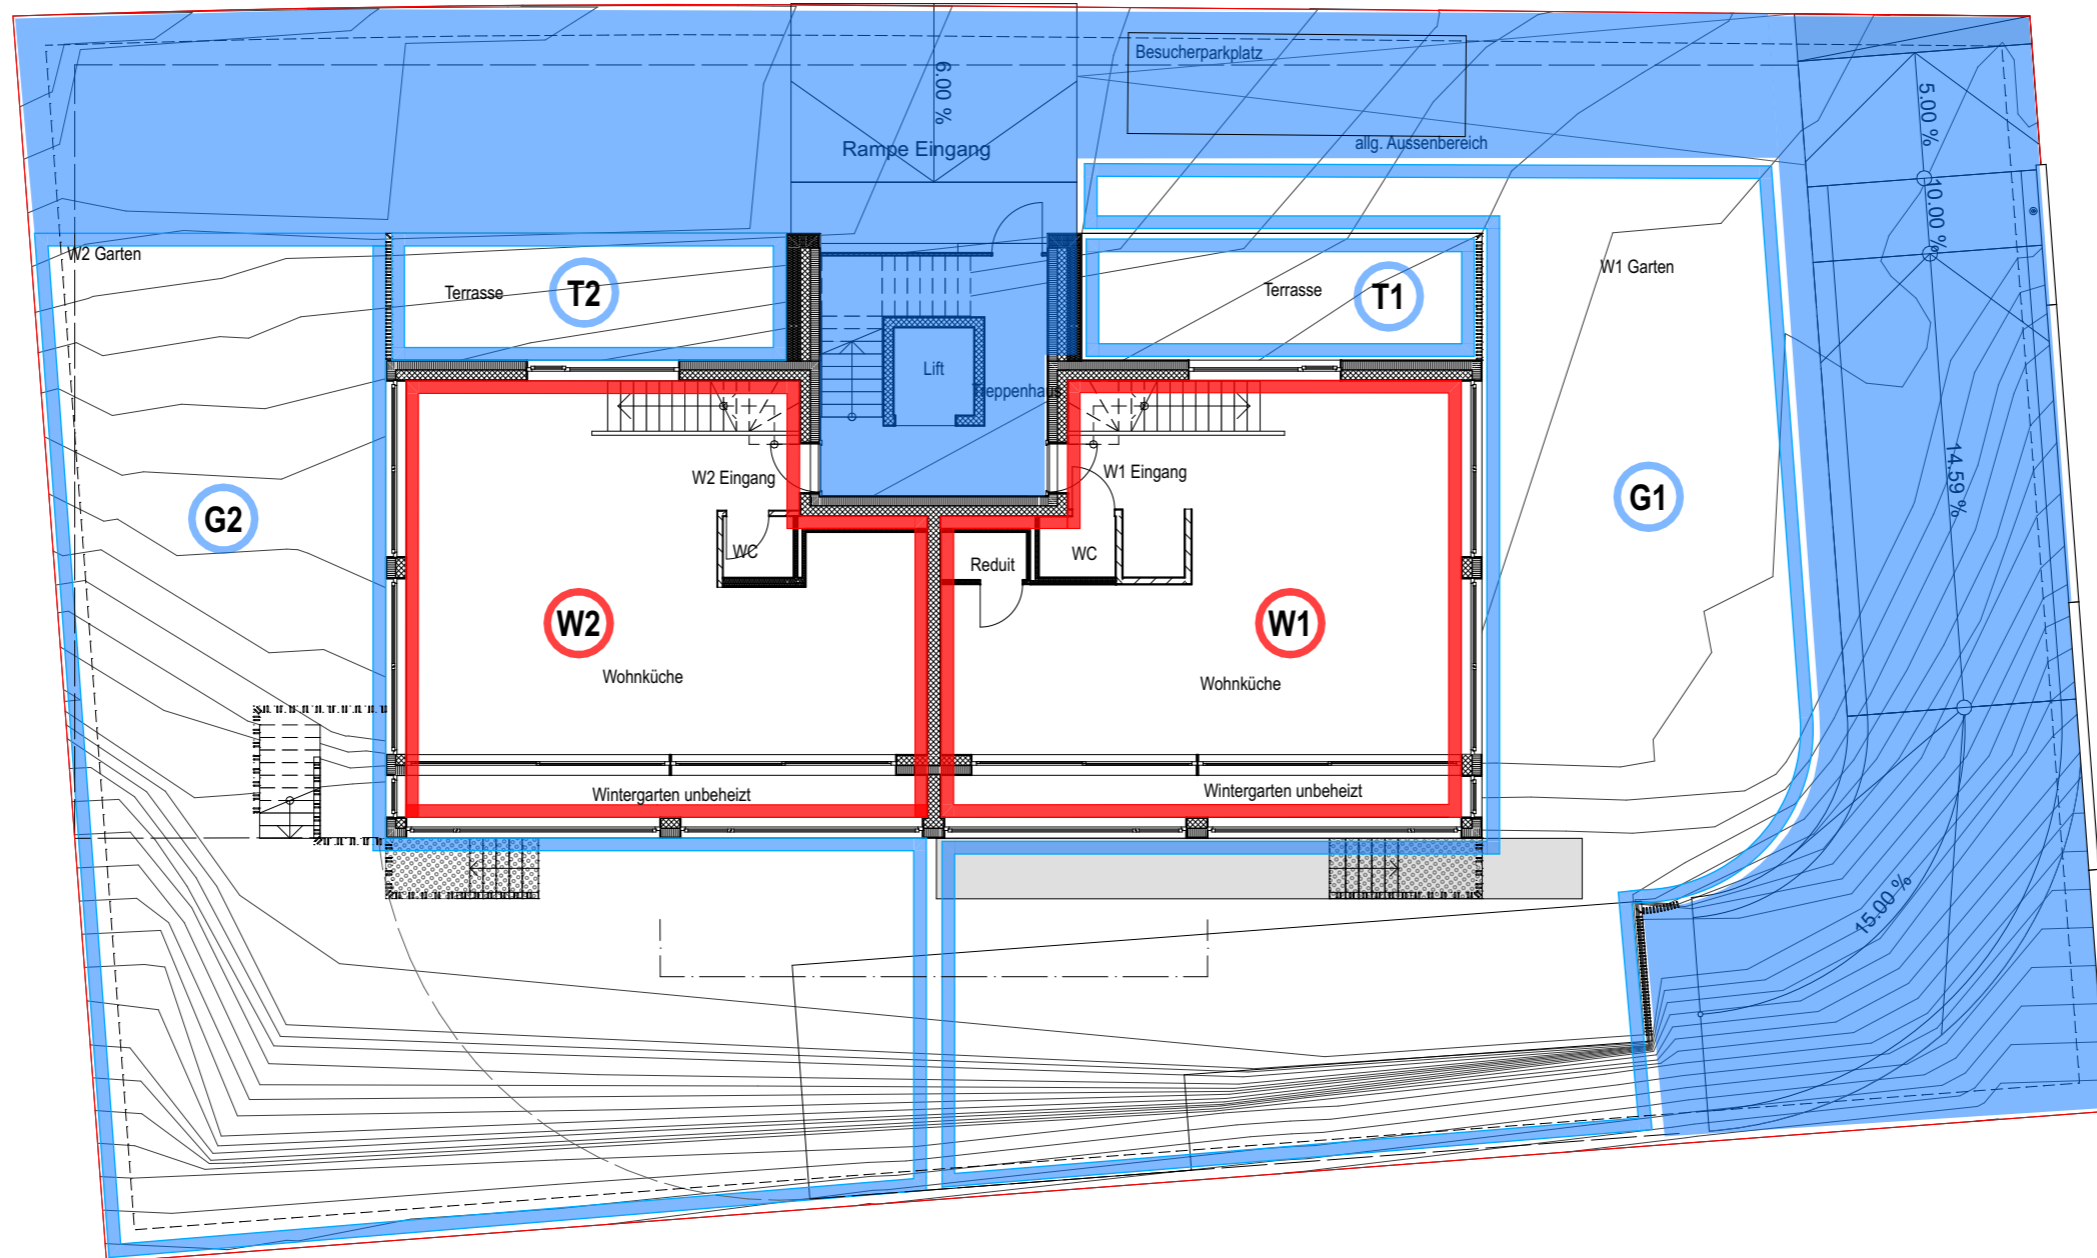 Besucherparkplatz
6.00 %
5.00 %
Rampe Eingang
allg. Aussenbereich
10.00 %
W2 Garten
W1 Garten
Terrasse
T2
Terrasse
T1
Lift
Treppenhaus
14.59 %
W2 Eingang
W1 Eingang
G2
G1
WC
Reduit
WC
W2
W1
Wohnküche
Wohnküche
Wintergarten unbeheizt
Wintergarten unbeheizt
15.00 %